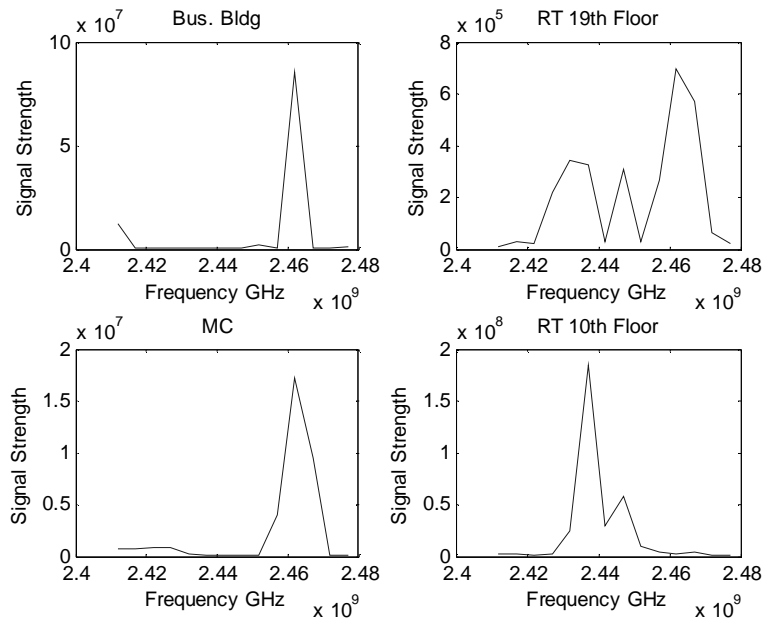 Bus. Bldg
x 10^7
10
5
0
2.4 2.42 2.44 2.46 2.48
Signal Strength
Frequency GHz
x 10^9
RT 19th Floor
x 10^5
8
6
4
2
0
2.4 2.42 2.44 2.46 2.48
Signal Strength
Frequency GHz
x 10^9
MC
x 10^7
2
1.5
1
0.5
0
2.4 2.42 2.44 2.46 2.48
Signal Strength
Frequency GHz
x 10^9
RT 10th Floor
x 10^8
2
1.5
1
0.5
0
2.4 2.42 2.44 2.46 2.48
Signal Strength
Frequency GHz
x 10^9